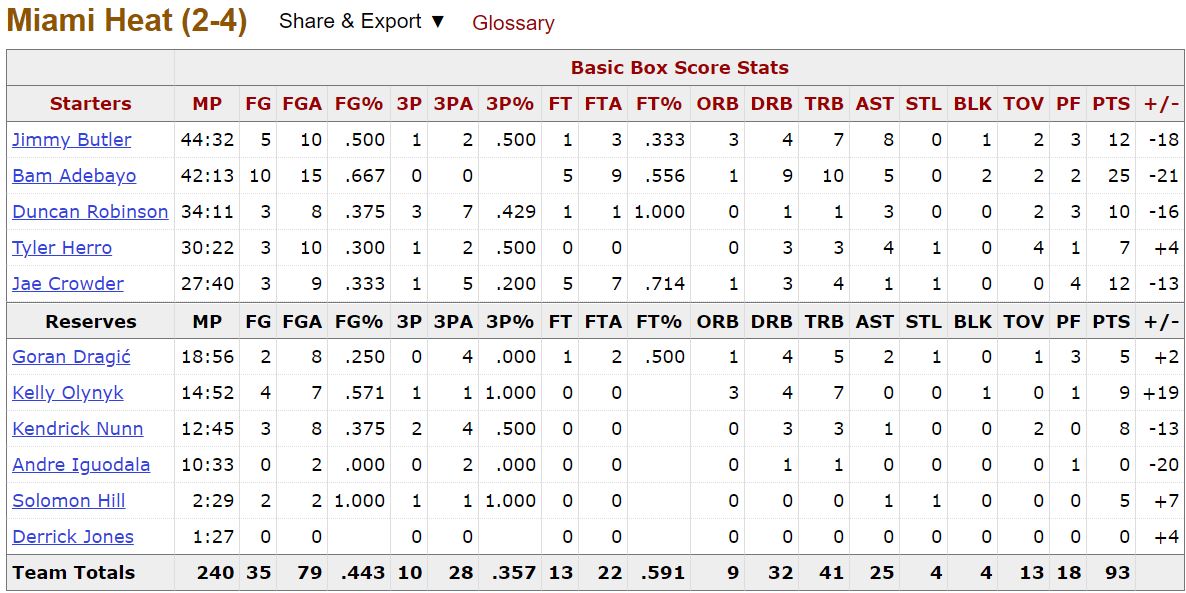 Miami Heat (2-4) Share & Export ▼ Glossary
Basic Box Score Stats
Starters MP FG FGA FG% 3P 3PA 3P% FT FTA FT% ORB DRB TRB AST STL BLK TOV PF PTS +/-
Jimmy Butler 44:32 5 10 .500 1 2 .500 1 3 .333 3 4 7 8 0 1 2 3 12 -18
Bam Adebayo 42:13 10 15 .667 0 0 5 9 .556 1 9 10 5 0 2 2 2 25 -21
Duncan Robinson 34:11 3 8 .375 3 7 .429 1 1 1.000 0 1 1 3 0 0 2 3 10 -16
Tyler Herro 30:22 3 10 .300 1 2 .500 0 0 0 3 3 4 1 0 4 1 7 +4
Jae Crowder 27:40 3 9 .333 1 5 .200 5 7 .714 1 3 4 1 1 0 0 4 12 -13
Reserves MP FG FGA FG% 3P 3PA 3P% FT FTA FT% ORB DRB TRB AST STL BLK TOV PF PTS +/-
Goran Dragić 18:56 2 8 .250 0 4 .000 1 2 .500 1 4 5 2 1 0 1 3 5 +2
Kelly Olynyk 14:52 4 7 .571 1 1 1.000 0 0 3 4 7 0 0 1 0 1 9 +19
Kendrick Nunn 12:45 3 8 .375 2 4 .500 0 0 0 3 3 1 0 0 2 0 8 -13
Andre Iguodala 10:33 0 2 .000 0 2 .000 0 0 0 1 1 0 0 0 0 1 0 -20
Solomon Hill 2:29 2 2 1.000 1 1 1.000 0 0 0 0 0 1 1 0 0 0 5 +7
Derrick Jones 1:27 0 0 0 0 0 0 0 0 0 0 0 0 0 0 0 +4
Team Totals 240 35 79 .443 10 28 .357 13 22 .591 9 32 41 25 4 4 13 18 93